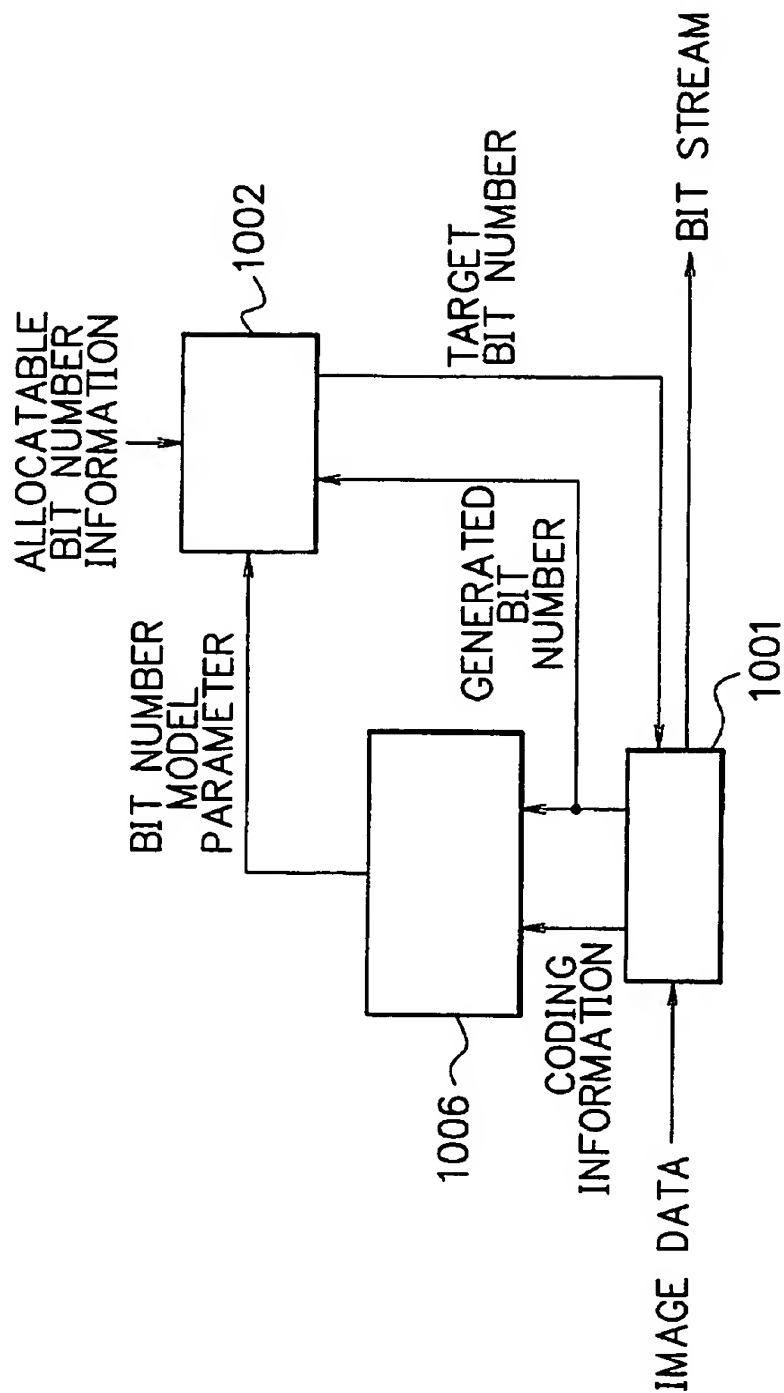 ALLOCATABLE
BIT NUMBER
INFORMATION
1002
BIT NUMBER
MODEL
PARAMETER
TARGET
BIT NUMBER
GENERATED
BIT
NUMBER
1006
CODING
INFORMATION
1001
IMAGE DATA
BIT STREAM